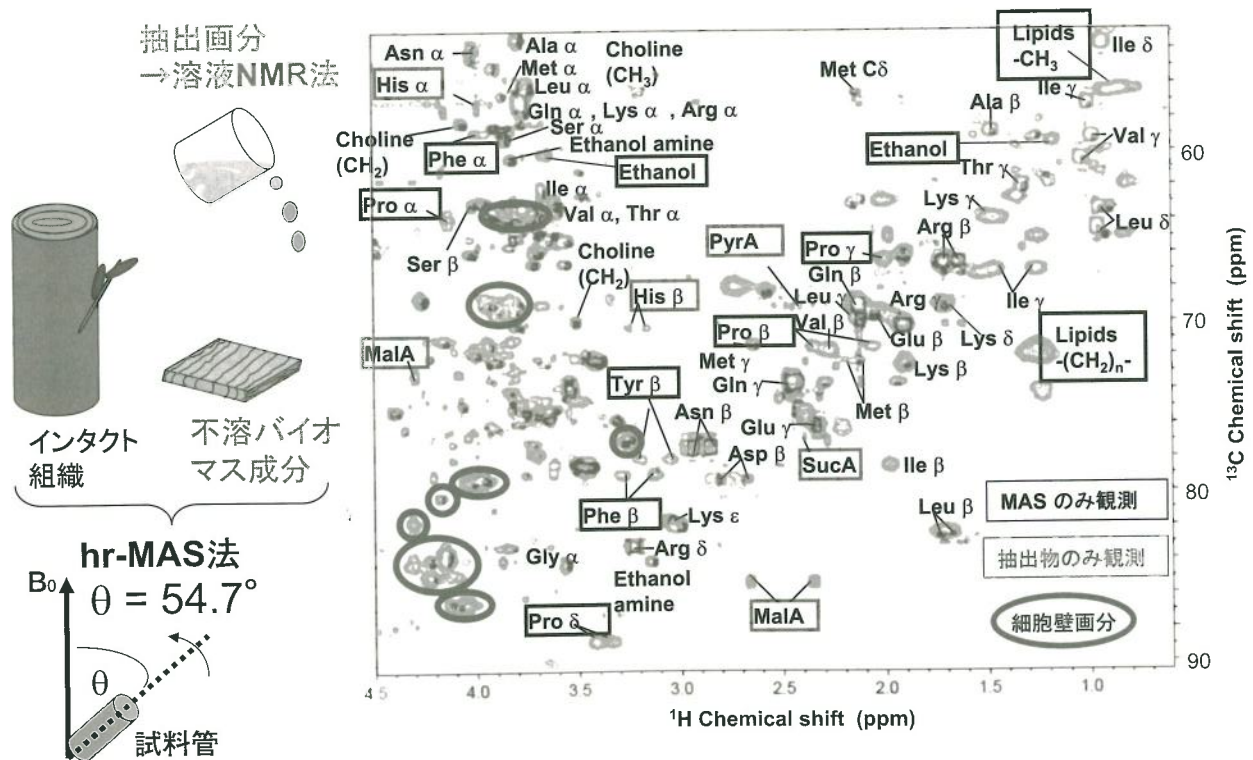 抽出画分
→溶液NMR法
インタクト
組織
不溶バイオ
マス成分
hr-MAS法
B₀
θ = 54.7°
θ
試料管
Asn α
His α
Choline
(CH₂)
Phe α
Pro α
Ser β
MalA
Ala α
Met α
Leu α
Choline
(CH₃)
Gln α , Lys α , Arg α
Ser α
Ethanol amine
Ethanol
Ile α
Val α, Thr α
Choline
(CH₂)
His β
Tyr β
Asn β
Phe β
Lys ε
Gly α
Arg δ
Ethanol
amine
Pro δ
Met Cδ
Lipids
-CH₃
Ile δ
Ile γ
Ala β
Val γ
Ethanol
Thr γ
Lys γ
Leu δ
Arg β
PyrA
Pro γ
Gln β
Leu γ
Arg γ
Ile γ
Pro β
Val β
Glu β
Lys δ
Lipids
-(CH₂)n-
Met γ
Gln γ
Lys β
Met β
Glu γ
Asp β
SucA
Ile β
Leu β
MalA
MAS のみ観測
抽出物のみ観測
細胞壁画分
60
70
80
90
¹³C Chemical shift (ppm)
4.5 4.0 3.5 3.0 2.5 2.0 1.5 1.0
¹H Chemical shift (ppm)